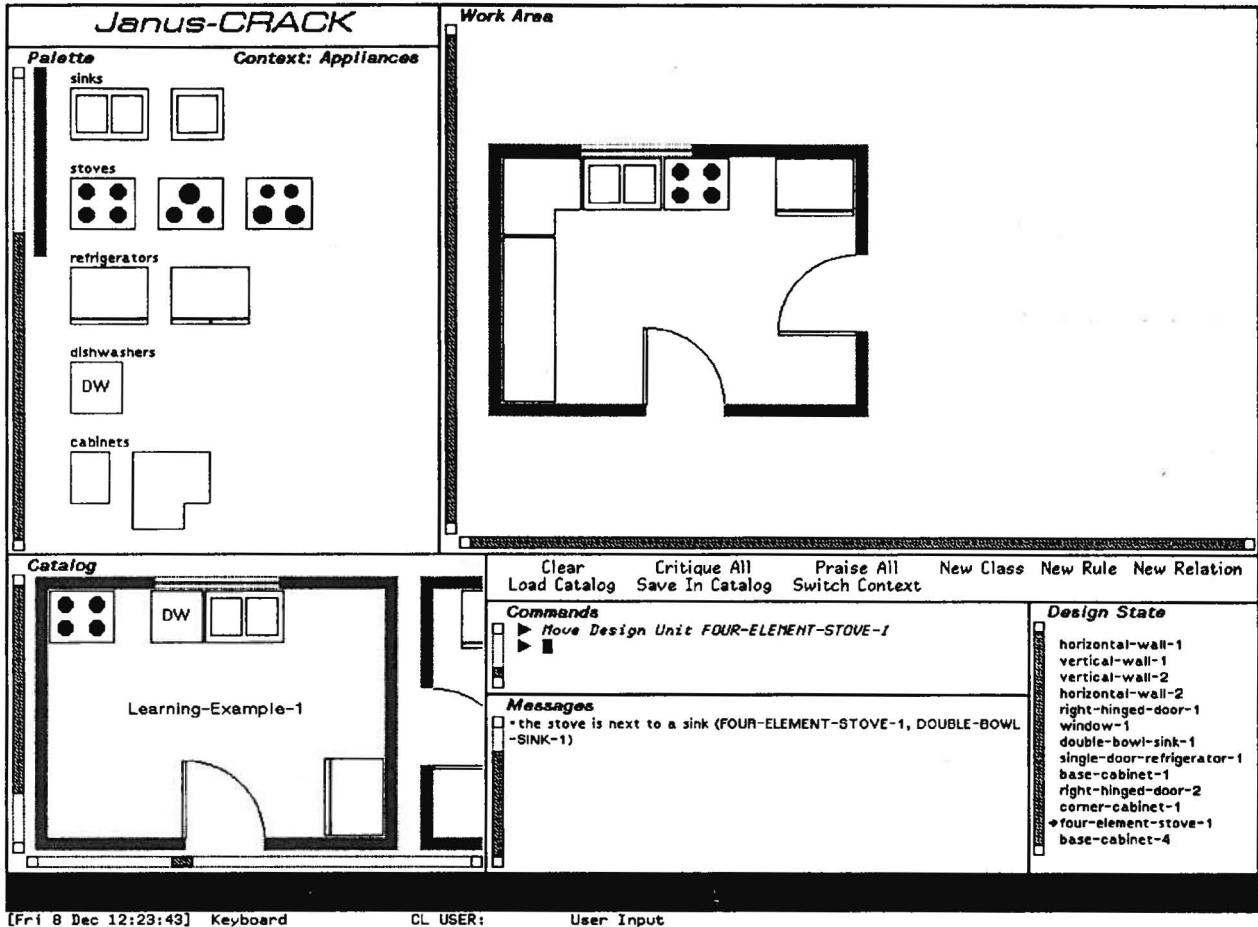 Janus-CRACK
Palette Context: Appliances
sinks
stoves
refrigerators
dishwashers
DW
cabinets
Work Area
Catalog
DW
Learning-Example-1
Clear Critique All Praise All New Class New Rule New Relation
Load Catalog Save In Catalog Switch Context
Commands
Move Design Unit FOUR-ELEMENT-STOVE-1
Messages
• the stove is next to a sink (FOUR-ELEMENT-STOVE-1, DOUBLE-BOWL
-SINK-1)
Design State
horizontal-wall-1
vertical-wall-1
vertical-wall-2
horizontal-wall-2
right-hinged-door-1
window-1
double-bowl-sink-1
single-door-refrigerator-1
base-cabinet-1
right-hinged-door-2
corner-cabinet-1
four-element-stove-1
base-cabinet-4
[Fri 8 Dec 12:23:43] Keyboard CL USER: User Input